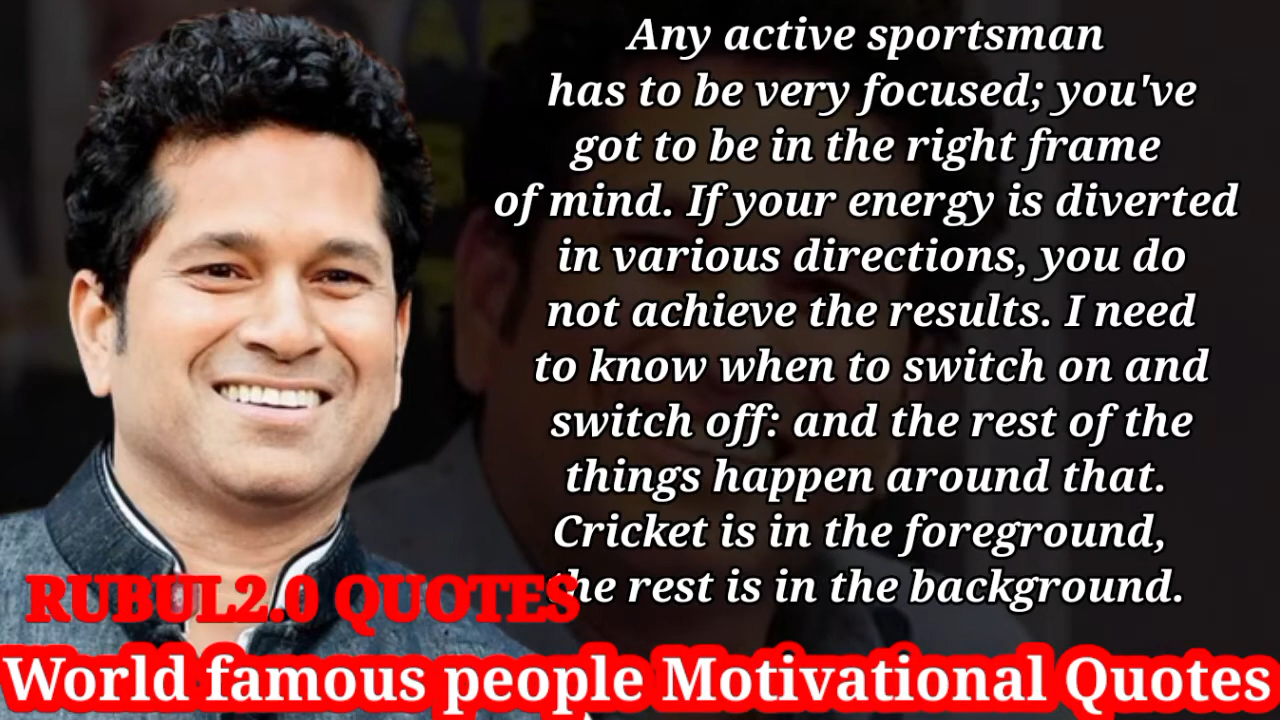 Any active sportsman
has to be very focused; you've
got to be in the right frame
of mind. If your energy is diverted
in various directions, you do
not achieve the results. I need
to know when to switch on and
switch off: and the rest of the
things happen around that.
Cricket is in the foreground,
the rest is in the background.
RUBUL2.0 QUOTES
World famous people Motivational Quotes